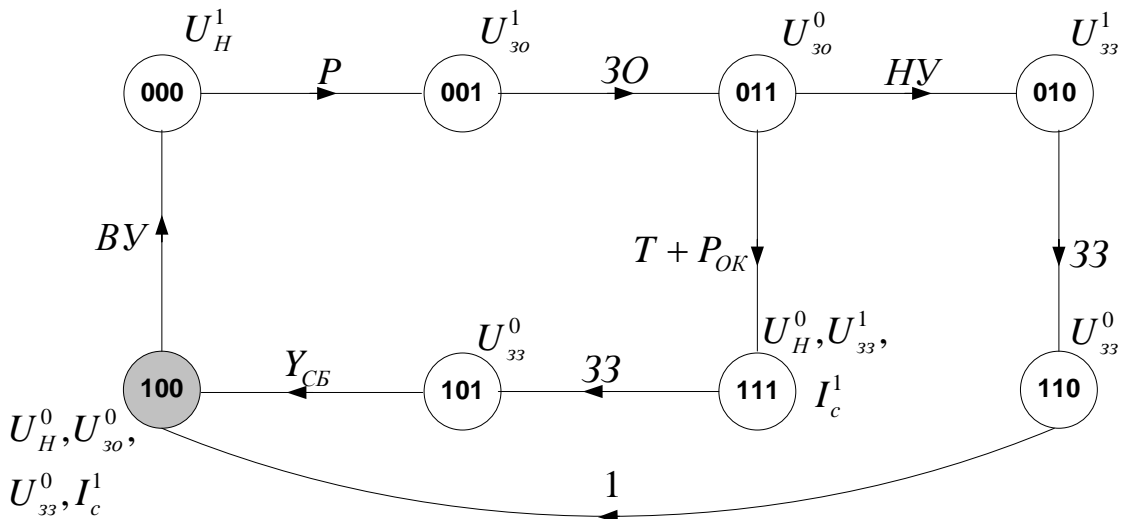 U_Н^1
U_зо^1
U_зо^0
U_зз^1
000
P
001
ЗО
011
НУ
010
ВУ
T + P_ОК
ЗЗ
U_зз^0
U_Н^0, U_зз^1,
U_зз^0
100
Y_СБ
101
ЗЗ
111
I_c^1
110
U_Н^0, U_зо^0,
U_зз^0, I_c^1
1